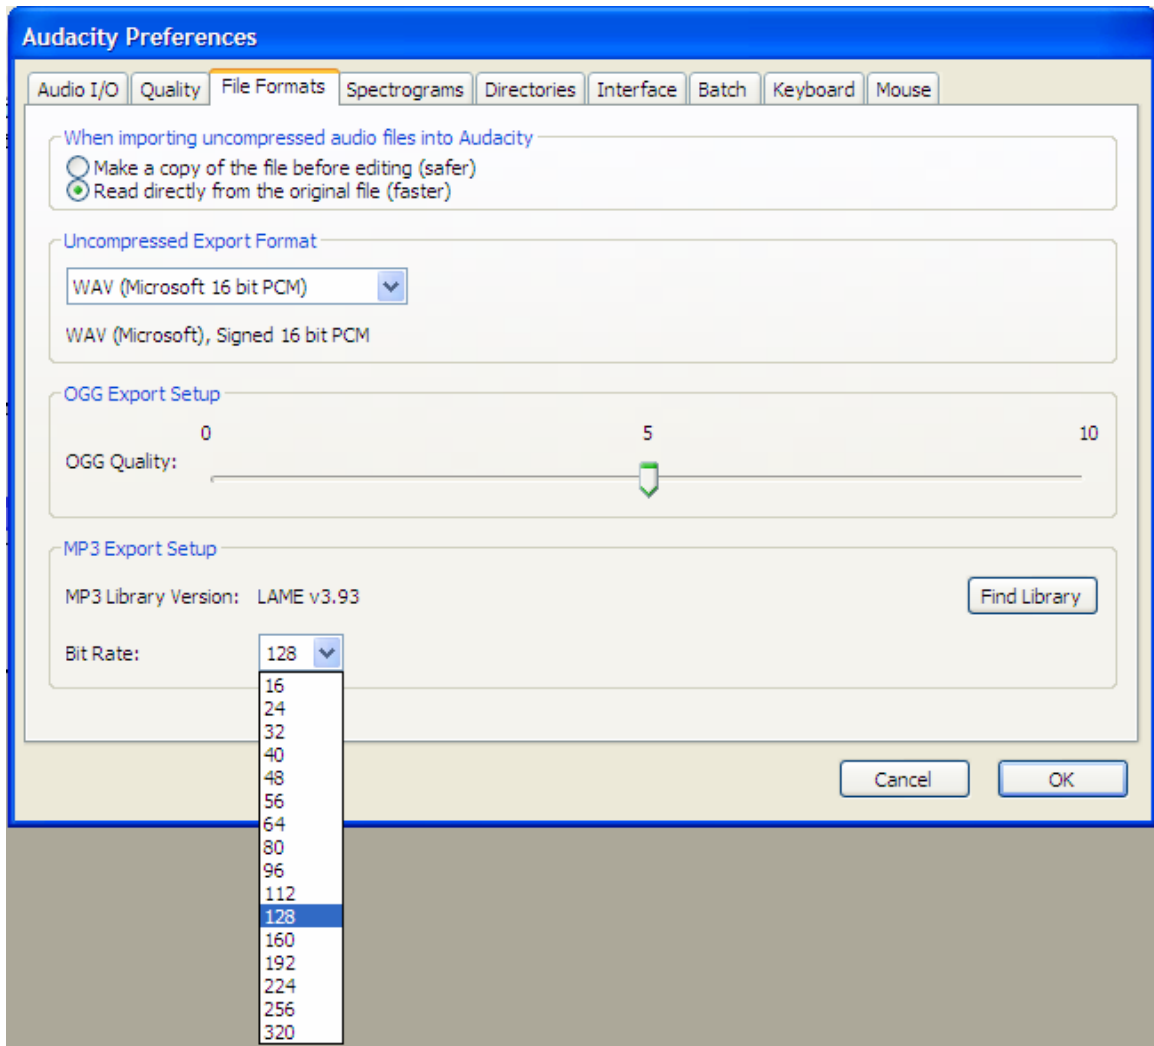 Audacity Preferences
Audio I/O Quality File Formats Spectrograms Directories Interface Batch Keyboard Mouse
When importing uncompressed audio files into Audacity
Make a copy of the file before editing (safer)
Read directly from the original file (faster)
Uncompressed Export Format
WAV (Microsoft 16 bit PCM)
WAV (Microsoft), Signed 16 bit PCM
OGG Export Setup
0 5 10
OGG Quality:
MP3 Export Setup
MP3 Library Version: LAME v3.93 Find Library
Bit Rate: 128
16
24
32
40
48
56
64
80
96
112
128
160
192
224
256
320
Cancel OK